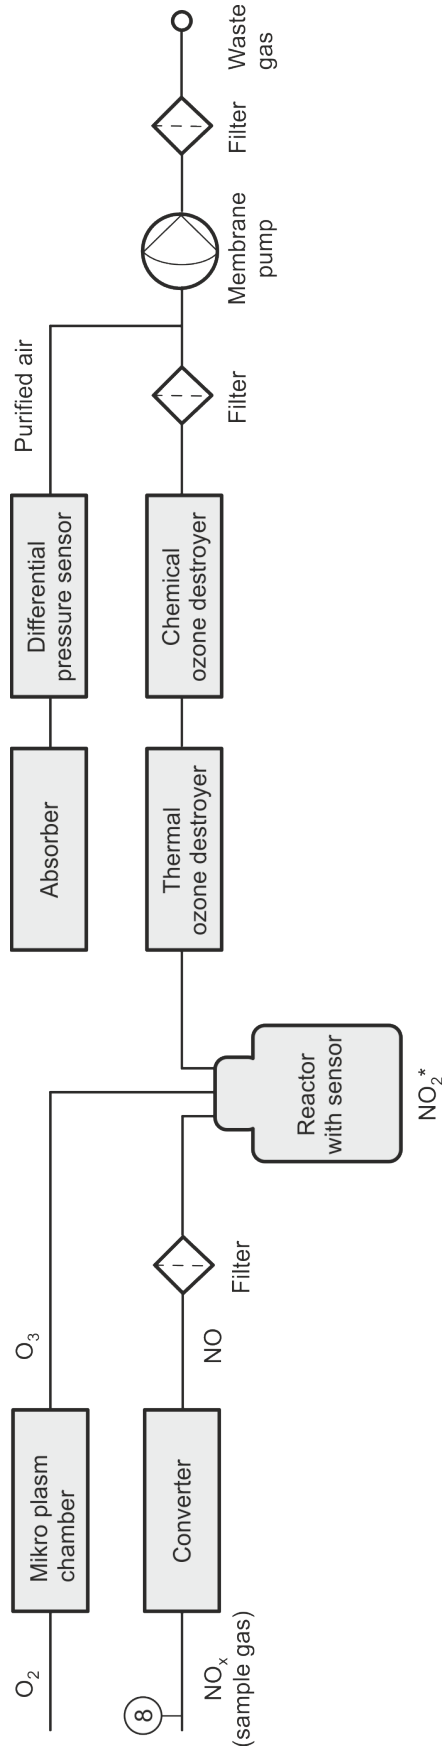 O2
Mikro plasm
chamber
O3
8
NOx
(sample gas)
Converter
NO
Filter
Reactor
with sensor
NO2*
Absorber
Differential
pressure sensor
Purified air
Thermal
ozone destroyer
Chemical
ozone destroyer
Filter
Membrane
pump
Filter
Waste
gas